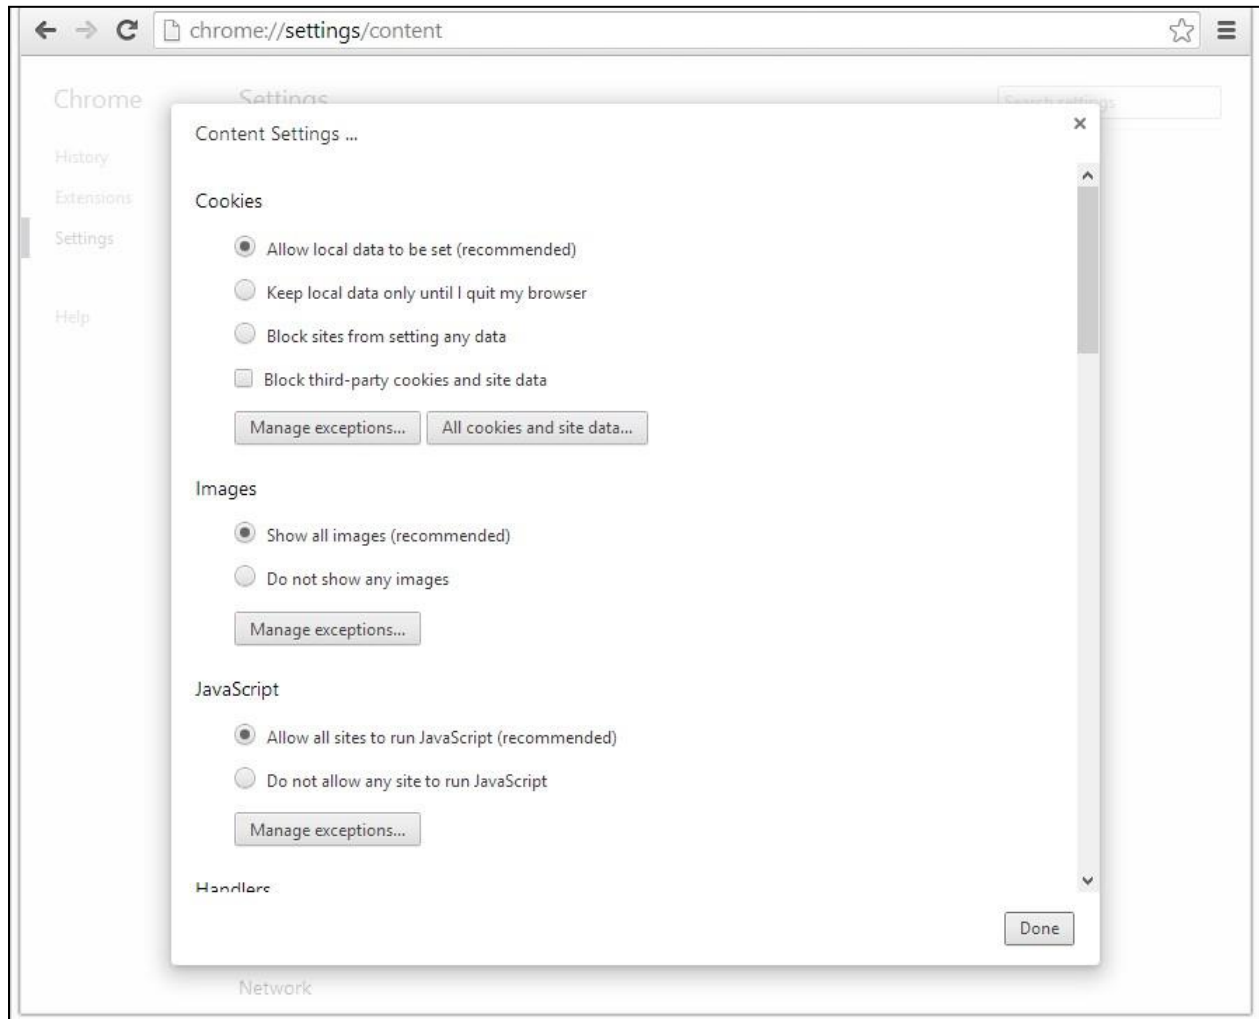 chrome://settings/content
Chrome
Settings
Search settings
History
Extensions
Settings
Help
Content Settings ...
Cookies
Allow local data to be set (recommended)
Keep local data only until I quit my browser
Block sites from setting any data
Block third-party cookies and site data
Manage exceptions... All cookies and site data...
Images
Show all images (recommended)
Do not show any images
Manage exceptions...
JavaScript
Allow all sites to run JavaScript (recommended)
Do not allow any site to run JavaScript
Manage exceptions...
Handlers
Done
Network